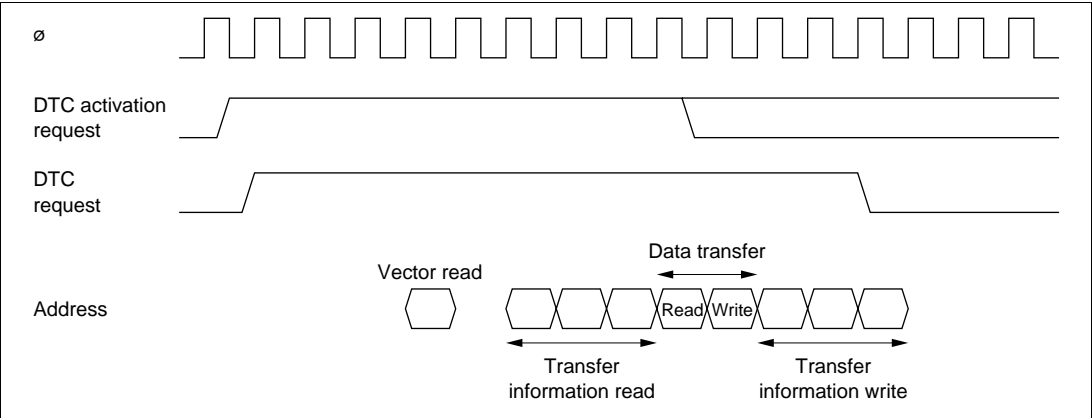 ø
DTC activation
request
DTC
request
Data transfer
Vector read
Address
Read
Write
Transfer
information read
Transfer
information write